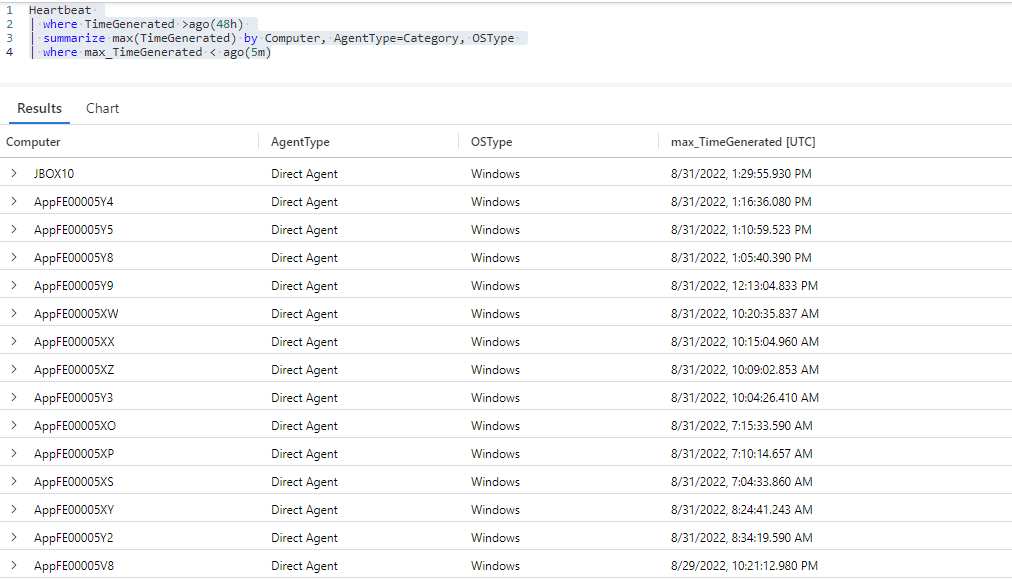 1 Heartbeat
2 | where TimeGenerated >ago(48h)
3 | summarize max(TimeGenerated) by Computer, AgentType=Category, OSType
4 | where max_TimeGenerated < ago(5m)
Results Chart
Computer AgentType OSType max_TimeGenerated [UTC]
> JBOX10 Direct Agent Windows 8/31/2022, 1:29:55.930 PM
> AppFE00005Y4 Direct Agent Windows 8/31/2022, 1:16:36.080 PM
> AppFE00005Y5 Direct Agent Windows 8/31/2022, 1:10:59.523 PM
> AppFE00005Y8 Direct Agent Windows 8/31/2022, 1:05:40.390 PM
> AppFE00005Y9 Direct Agent Windows 8/31/2022, 12:13:04.833 PM
> AppFE00005XW Direct Agent Windows 8/31/2022, 10:20:35.837 AM
> AppFE00005XX Direct Agent Windows 8/31/2022, 10:15:04.960 AM
> AppFE00005XZ Direct Agent Windows 8/31/2022, 10:09:02.853 AM
> AppFE00005Y3 Direct Agent Windows 8/31/2022, 10:04:26.410 AM
> AppFE00005XO Direct Agent Windows 8/31/2022, 7:15:33.590 AM
> AppFE00005XP Direct Agent Windows 8/31/2022, 7:10:14.657 AM
> AppFE00005XS Direct Agent Windows 8/31/2022, 7:04:33.860 AM
> AppFE00005XY Direct Agent Windows 8/31/2022, 8:24:41.243 AM
> AppFE00005Y2 Direct Agent Windows 8/31/2022, 8:34:19.590 AM
> AppFE00005V8 Direct Agent Windows 8/29/2022, 10:21:12.980 PM